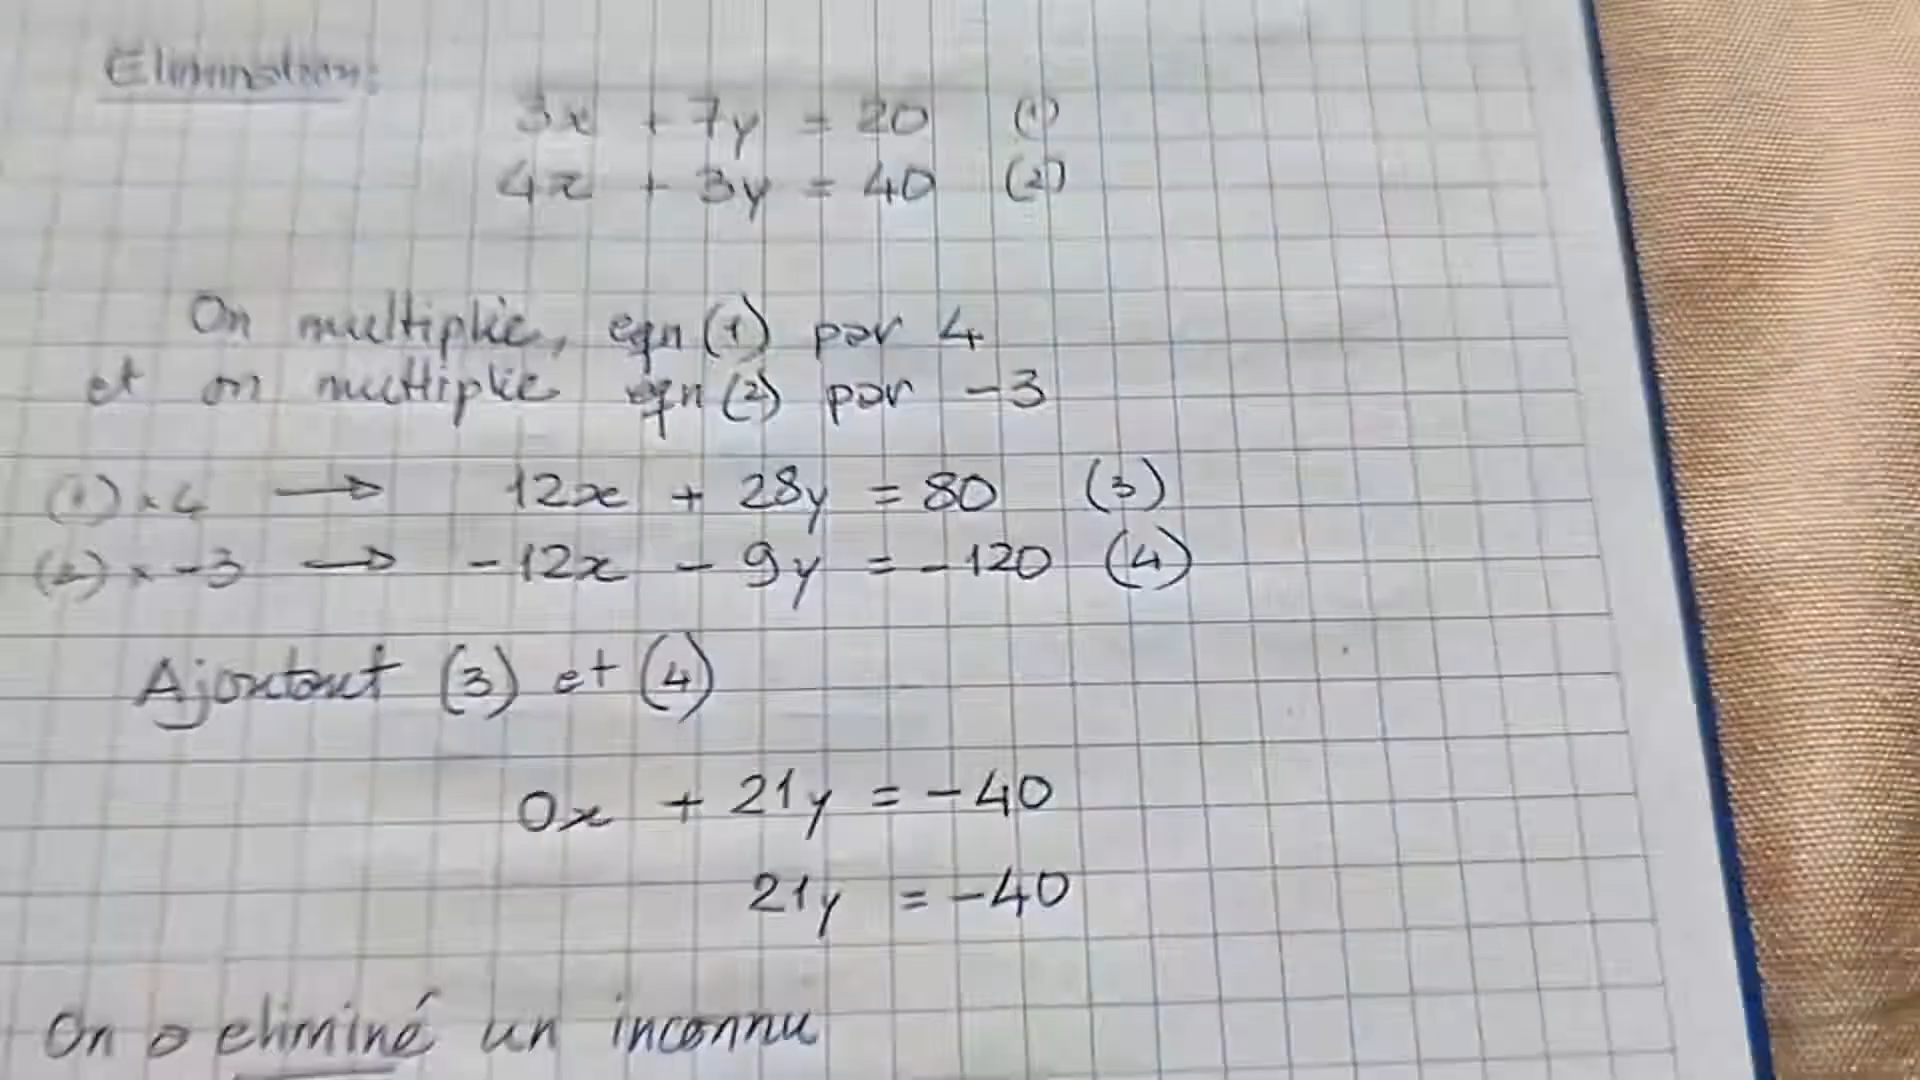 Elimination:
3x + 7y = 20 (1)
4x + 3y = 40 (2)
On multiplie, eqn (1) par 4
et on multiplie eqn (2) par -3
(1) × 4 → 12x + 28y = 80 (3)
(2) × -3 → -12x - 9y = -120 (4)
Ajoutout (3) et (4)
0x + 21y = -40
21y = -40
On a eliminé un inconnu